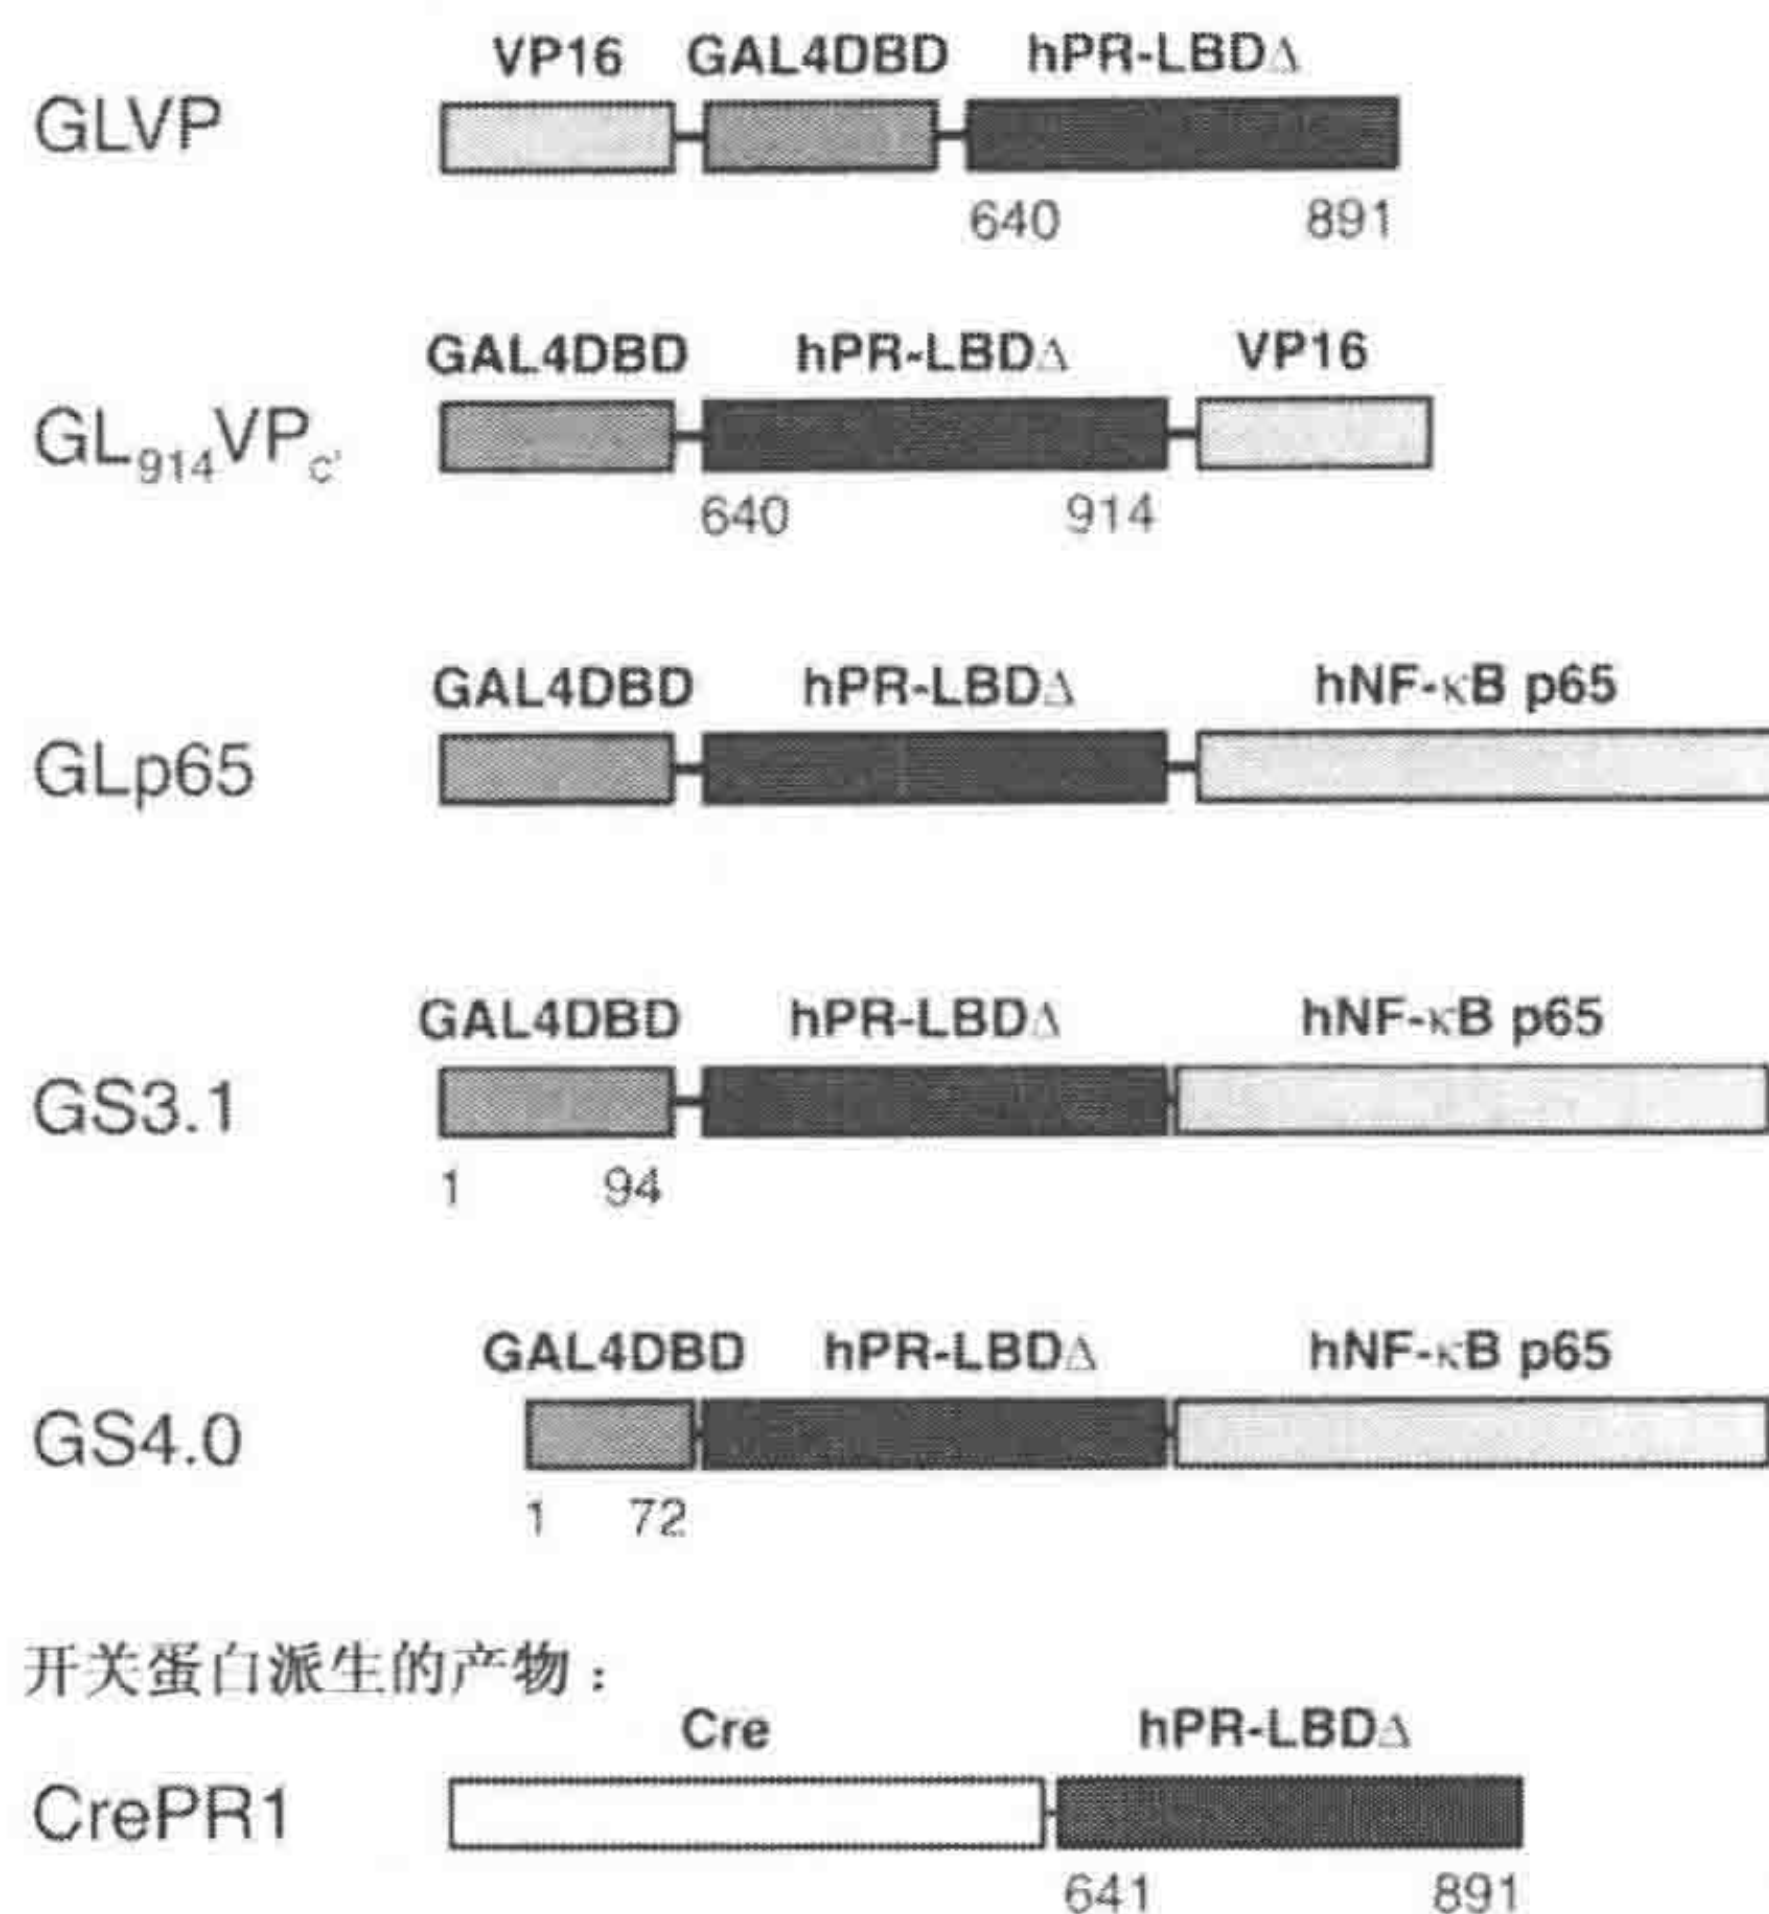 VP16 GAL4DBD hPR-LBDΔ
GLVP
640 891
GAL4DBD hPR-LBDΔ VP16
GL₉₁₄VP_c'
640 914
GAL4DBD hPR-LBDΔ hNF-κB p65
GLp65
GAL4DBD hPR-LBDΔ hNF-κB p65
GS3.1
1 94
GAL4DBD hPR-LBDΔ hNF-κB p65
GS4.0
1 72
开关蛋白派生的产物：
Cre hPR-LBDΔ
CrePR1
641 891